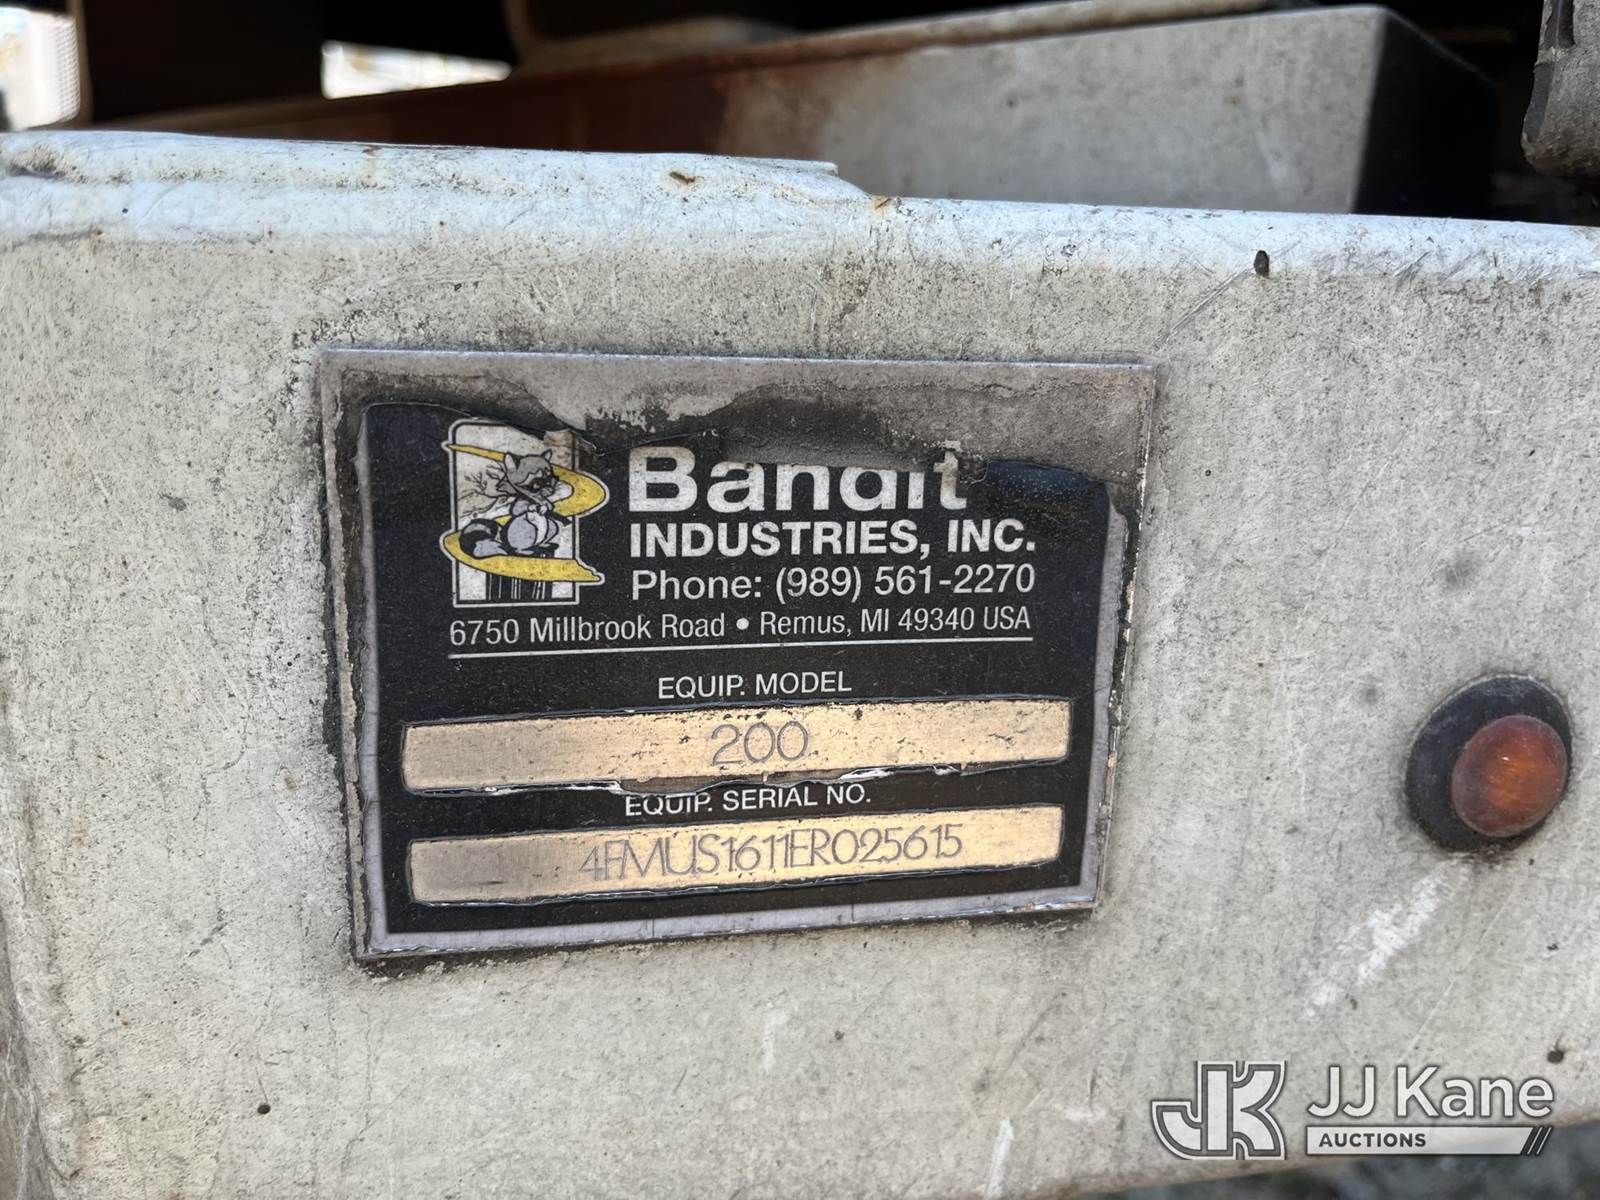 Bandit
INDUSTRIES, INC.
Phone: (989) 561-2270
6750 Millbrook Road • Remus, MI 49340 USA
EQUIP. MODEL
200
EQUIP. SERIAL NO.
4FMUS1611ER025615
JK JJ Kane
AUCTIONS